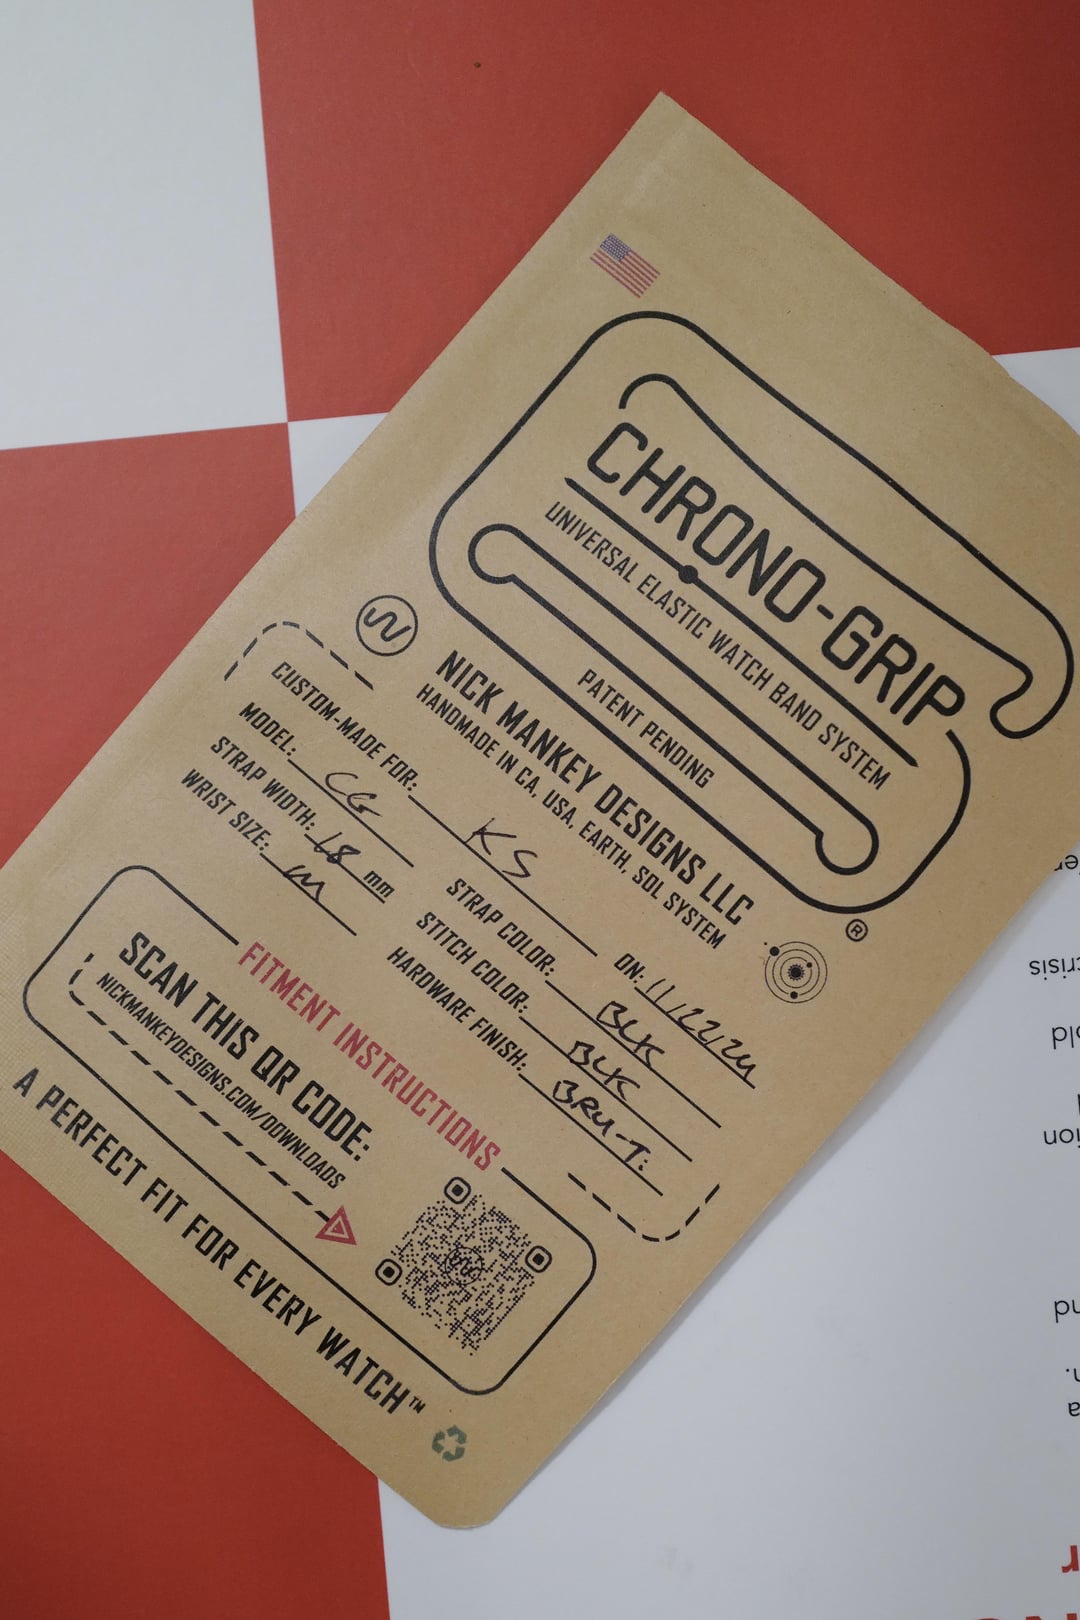 CHRONO-GRIP
UNIVERSAL ELASTIC WATCH BAND SYSTEM
PATENT PENDING
®
NICK MANKEY DESIGNS LLC
HANDMADE IN CA, USA, EARTH, SOL SYSTEM
CUSTOM-MADE FOR: KS ON: 11/22/24
MODEL: CG
STRAP WIDTH: 18 mm
WRIST SIZE: M
STRAP COLOR: BLK
STITCH COLOR: BLK
HARDWARE FINISH: BRU-T.
FITMENT INSTRUCTIONS
SCAN THIS QR CODE:
NICKMANKEYDESIGNS.COM/DOWNLOADS
A PERFECT FIT FOR EVERY WATCH™